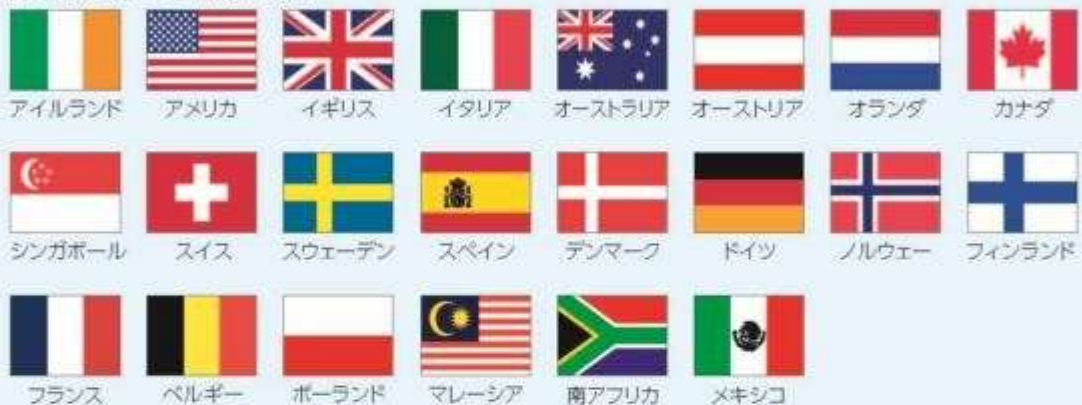 アイルランド アメリカ イギリス イタリア オーストラリア オーストリア オランダ カナダ
シンガポール スイス スウェーデン スペイン デンマーク ドイツ ノルウェー フィンランド
フランス ベルギー ポーランド マレーシア 南アフリカ メキシコ